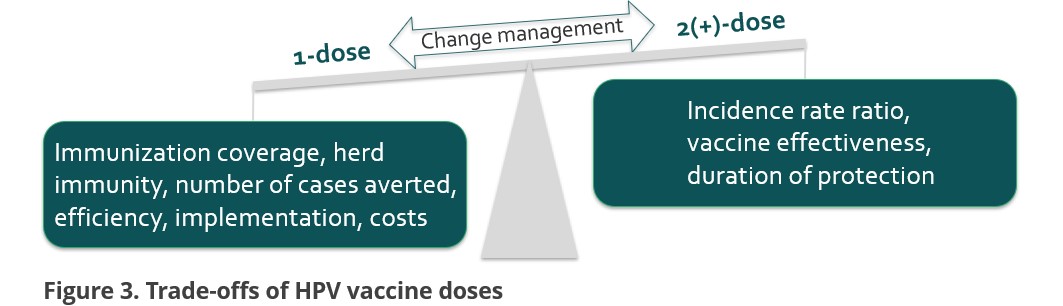 1-dose
Change management
2(+)-dose
Immunization coverage, herd
immunity, number of cases averted,
efficiency, implementation, costs
Incidence rate ratio,
vaccine effectiveness,
duration of protection
Figure 3. Trade-offs of HPV vaccine doses